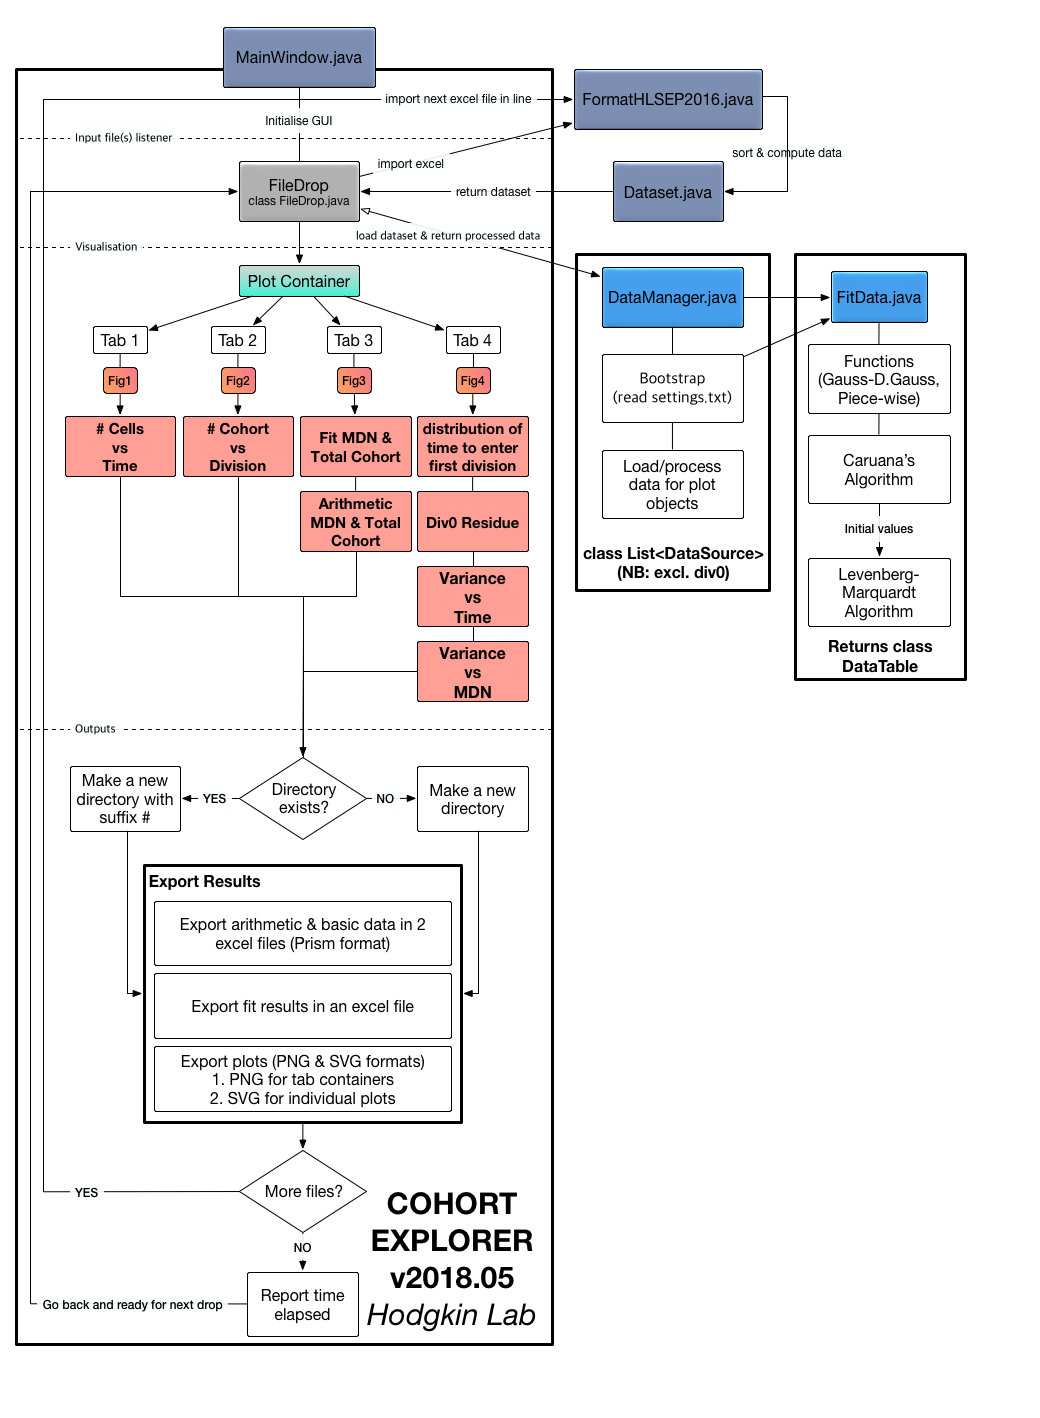 MainWindow.java
import next excel file in line
FormatHLSEP2016.java
Initialise GUI
Input file(s) listener
sort & compute data
import excel
FileDrop
class FileDrop.java
return dataset
Dataset.java
load dataset & return processed data
Visualisation
Plot Container
DataManager.java
FitData.java
Tab 1
Tab 2
Tab 3
Tab 4
Fig1
Fig2
Fig3
Fig4
# Cells
vs
Time
# Cohort
vs
Division
Fit MDN &
Total Cohort
distribution of
time to enter
first division
Arithmetic
MDN & Total
Cohort
Div0 Residue
Variance
vs
Time
Variance
vs
MDN
Bootstrap
(read settings.txt)
Load/process
data for plot
objects
class List<DataSource>
(NB: excl. div0)
Functions
(Gauss-D.Gauss,
Piece-wise)
Caruana's
Algorithm
Initial values
Levenberg-
Marquardt
Algorithm
Returns class
DataTable
Outputs
Make a new
directory with
suffix #
YES
Directory
exists?
NO
Make a new
directory
Export Results
Export arithmetic & basic data in 2
excel files (Prism format)
Export fit results in an excel file
Export plots (PNG & SVG formats)
1. PNG for tab containers
2. SVG for individual plots
YES
More files?
NO
Go back and ready for next drop
Report time
elapsed
COHORT
EXPLORER
v2018.05
Hodgkin Lab